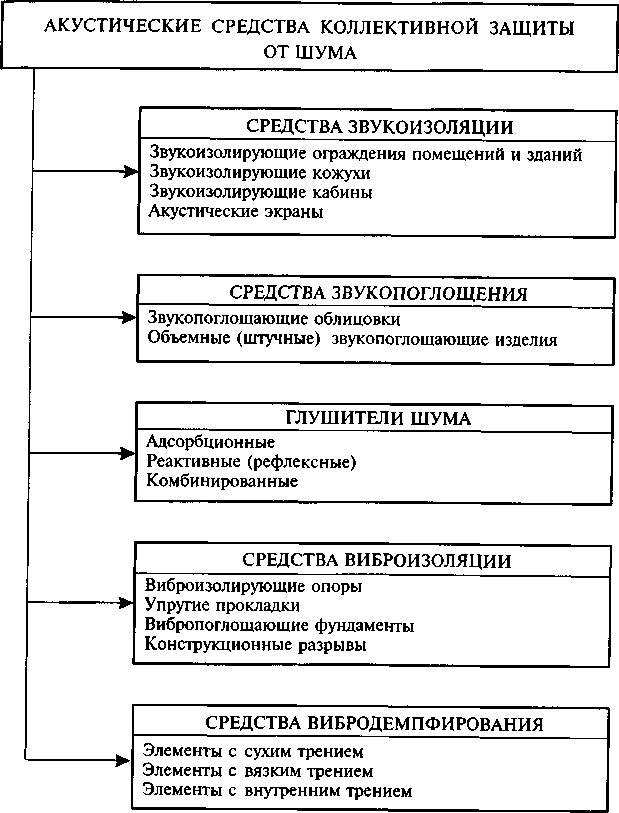 АКУСТИЧЕСКИЕ СРЕДСТВА КОЛЛЕКТИВНОЙ ЗАЩИТЫ
ОТ ШУМА
СРЕДСТВА ЗВУКОИЗОЛЯЦИИ
Звукоизолирующие ограждения помещений и зданий
Звукоизолирующие кожухи
Звукоизолирующие кабины
Акустические экраны
СРЕДСТВА ЗВУКОПОГЛОЩЕНИЯ
Звукопоглощающие облицовки
Объемные (штучные) звукопоглощающие изделия
ГЛУШИТЕЛИ ШУМА
Адсорбционные
Реактивные (рефлексные)
Комбинированные
СРЕДСТВА ВИБРОИЗОЛЯЦИИ
Виброизолирующие опоры
Упругие прокладки
Вибропоглощающие фундаменты
Конструкционные разрывы
СРЕДСТВА ВИБРОДЕМПФИРОВАНИЯ
Элементы с сухим трением
Элементы с вязким трением
Элементы с внутренним трением